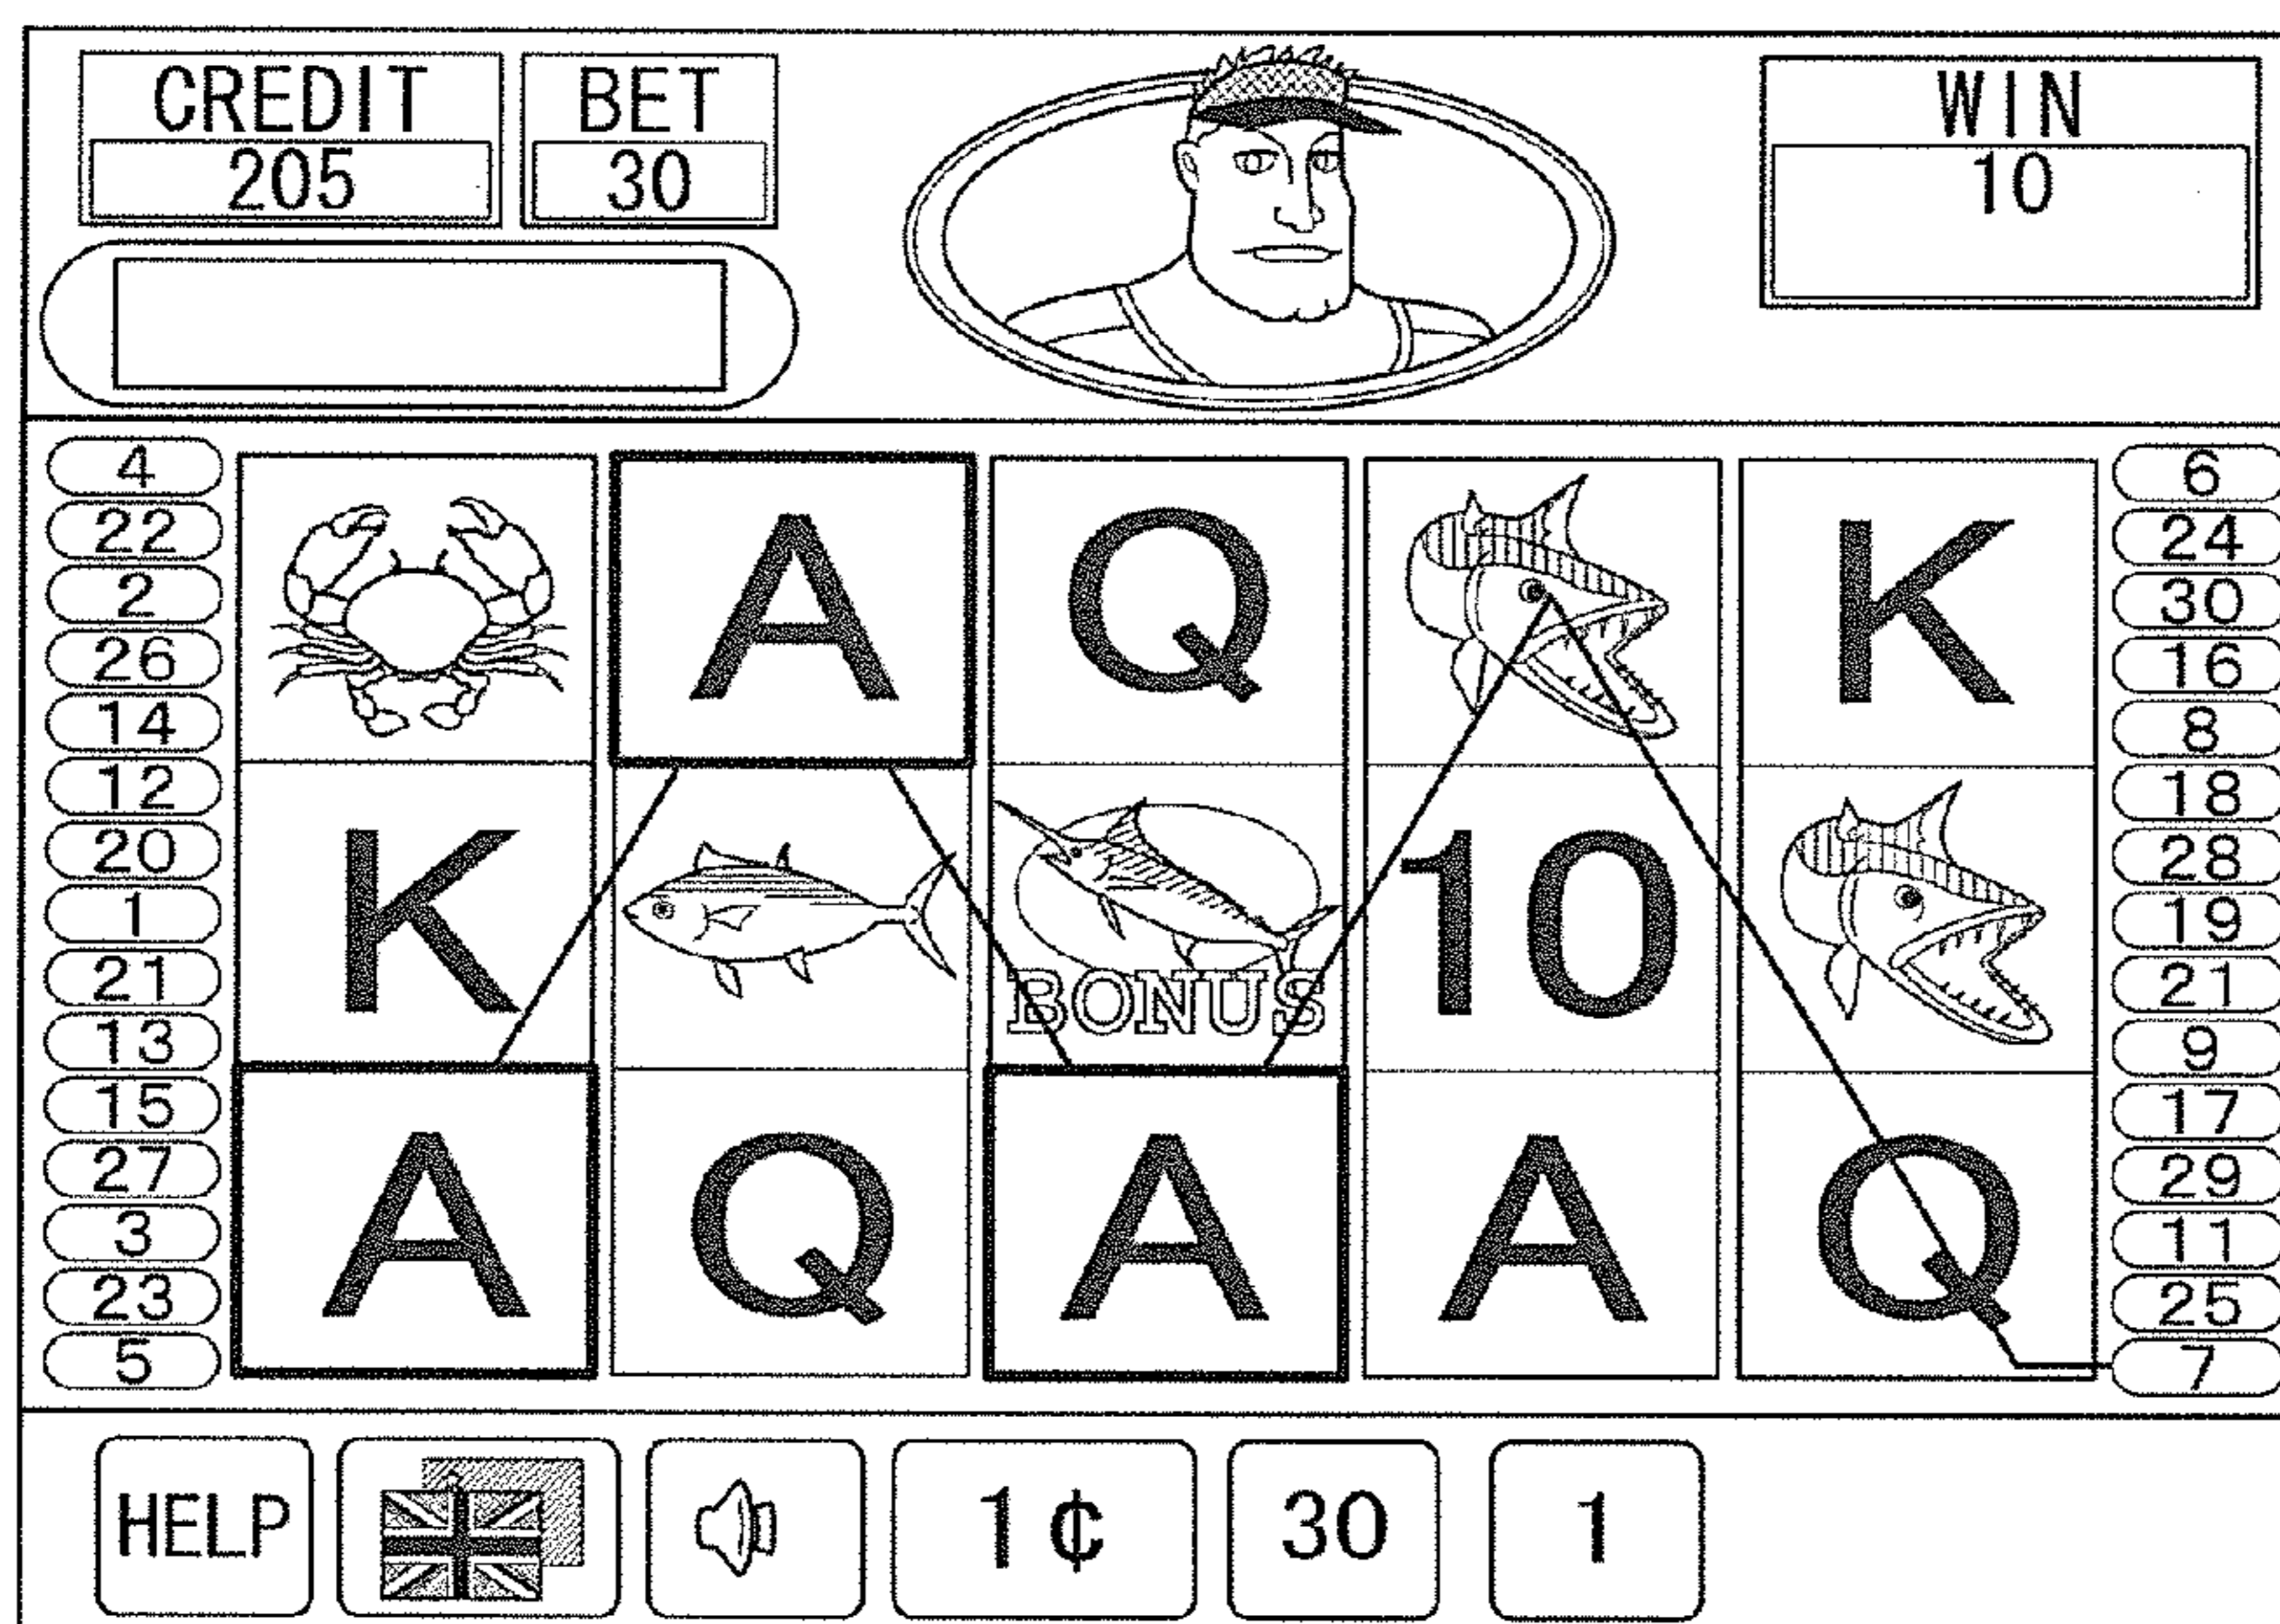 CREDIT BET WIN
205 30 10
4 6
22 A Q K 24
2 30
26 16
14 8
12 18
20 K 10 28
1 19
21 BONUS 21
13 9
15 17
27 A Q A A Q 29
3 11
23 25
5 7
HELP 1¢ 30 1